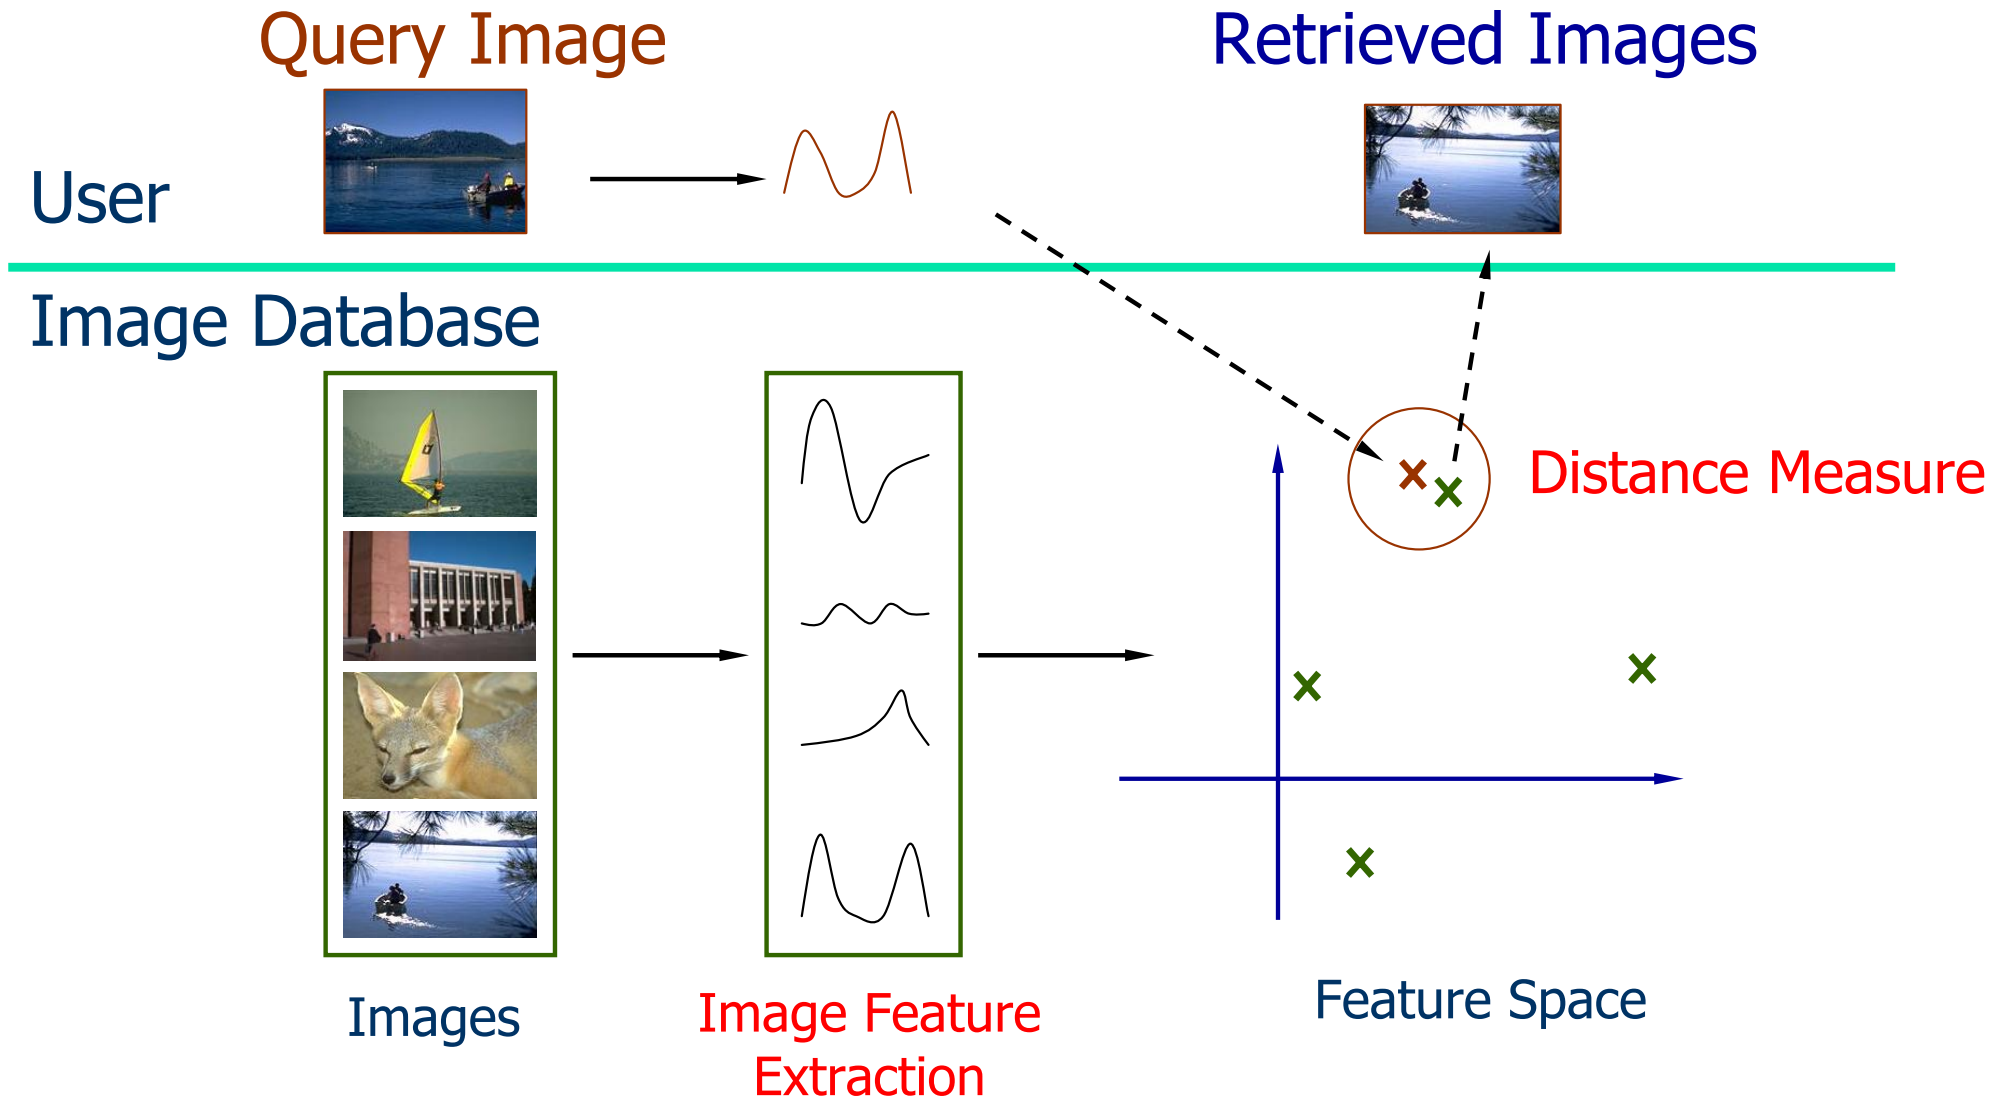 Query Image
Retrieved Images
User
Image Database
Distance Measure
Images
Image Feature
Extraction
Feature Space